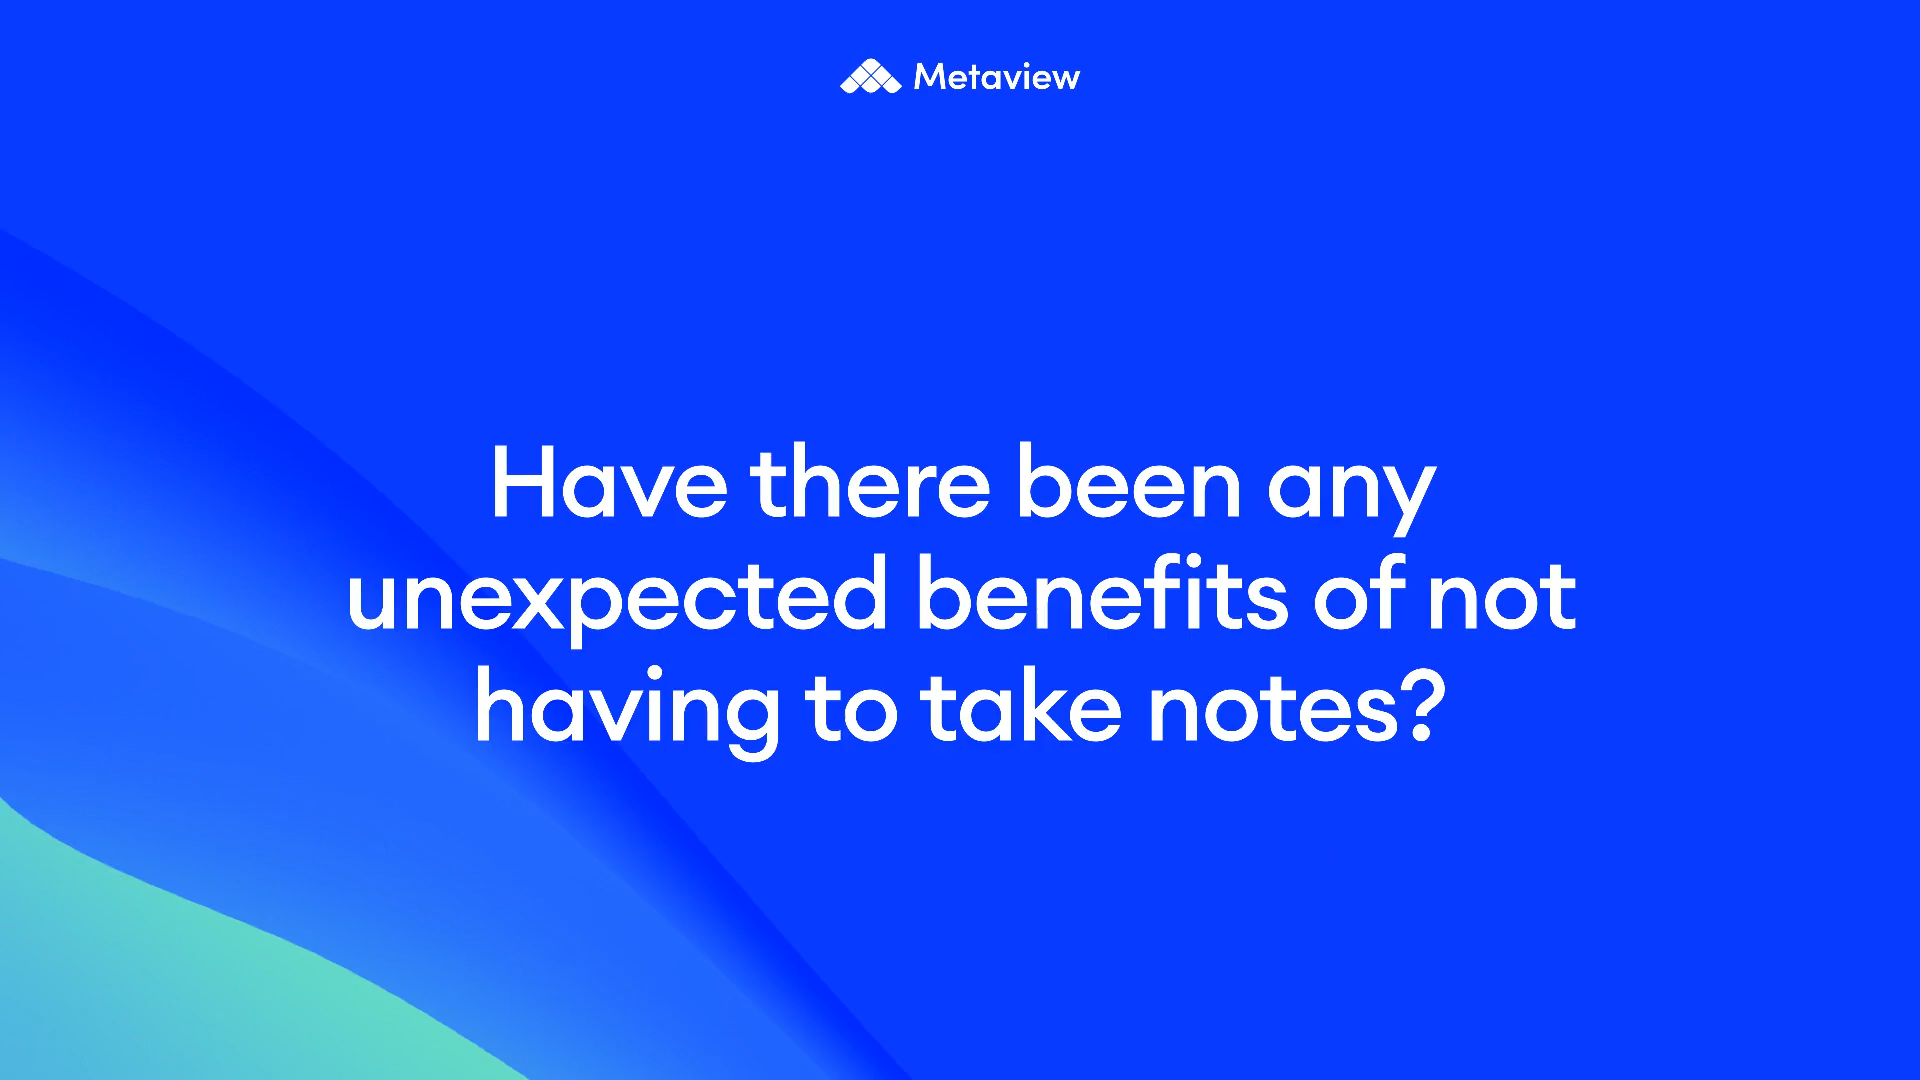 Metaview
Have there been any
unexpected benefits of not
having to take notes?